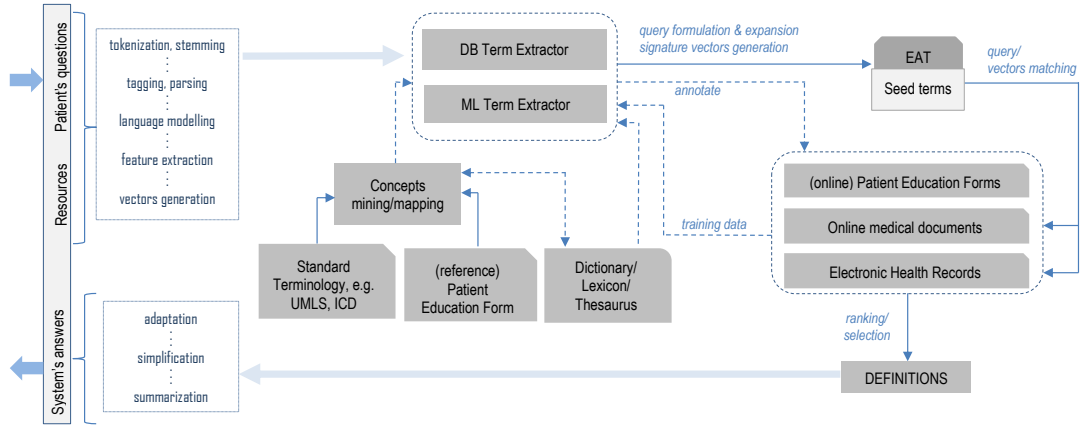 Patient's questions
Resources
System's answers
tokenization, stemming
tagging, parsing
language modelling
feature extraction
vectors generation
DB Term Extractor
ML Term Extractor
query formulation & expansion
signature vectors generation
annotate
EAT
Seed terms
query/
vectors matching
Concepts
mining/mapping
training data
(online) Patient Education Forms
Online medical documents
Electronic Health Records
Standard
Terminology, e.g.
UMLS, ICD
(reference)
Patient
Education Form
Dictionary/
Lexicon/
Thesaurus
adaptation
simplification
summarization
ranking/
selection
DEFINITIONS